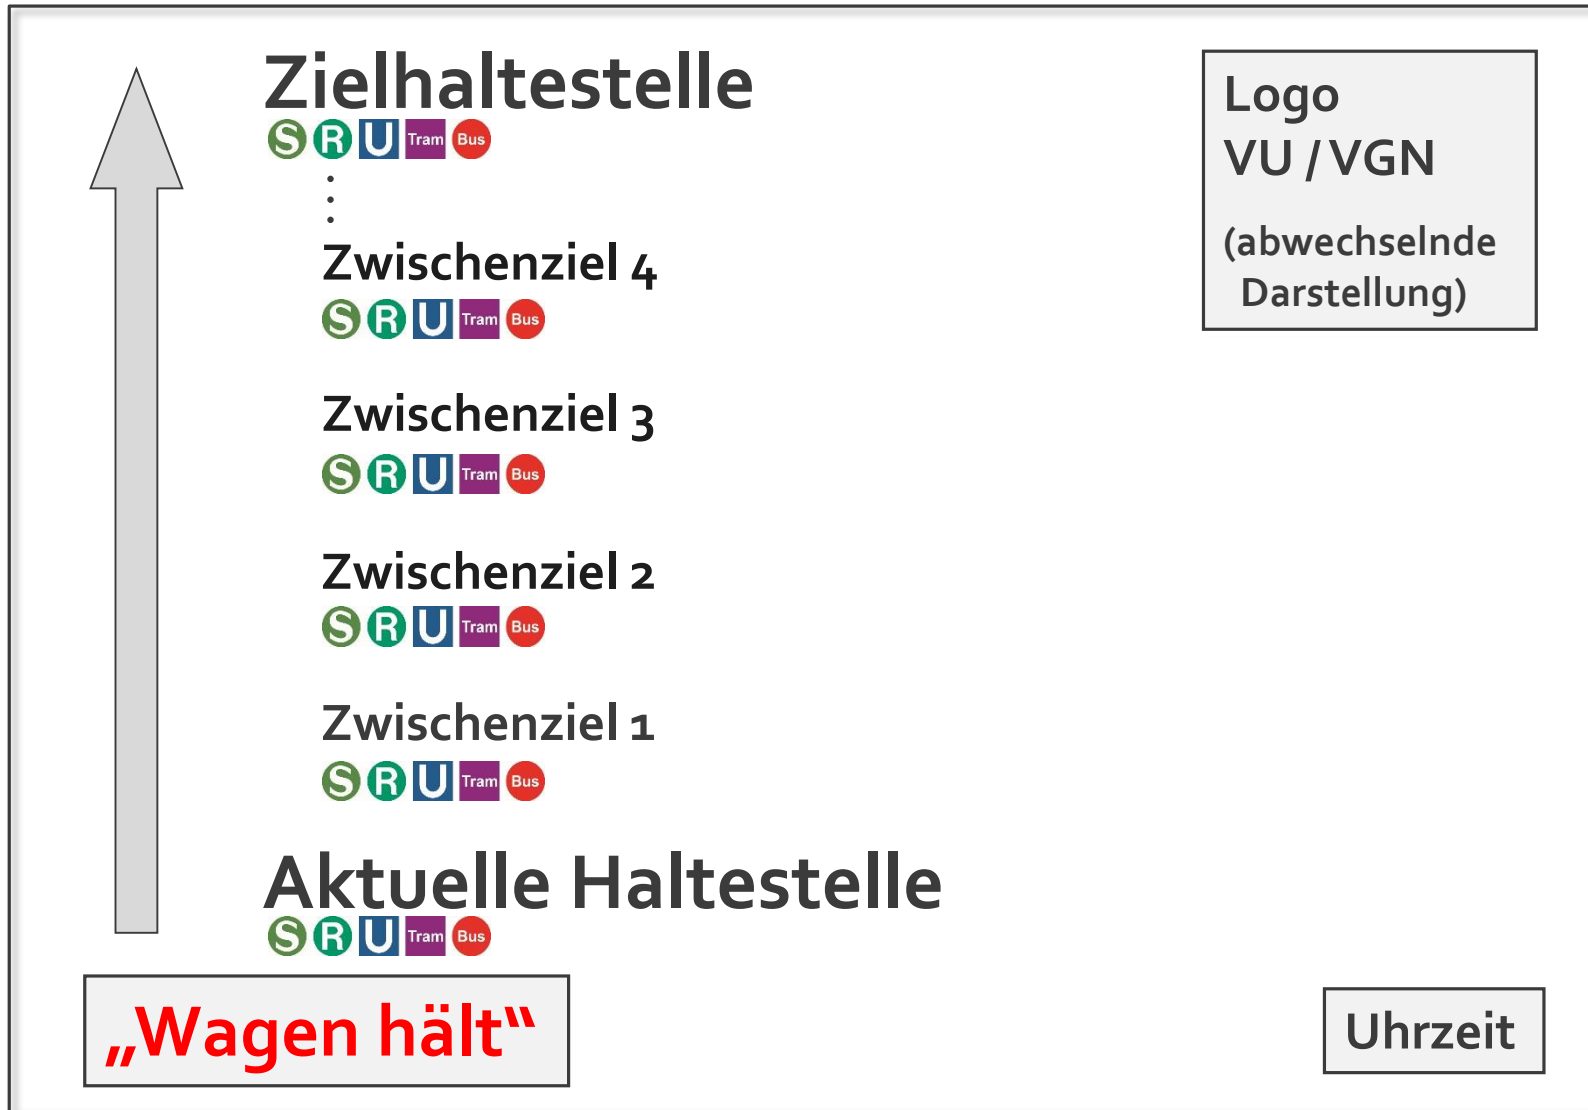 Zielhaltestelle
S R U Tram Bus
Logo
VU / VGN
(abwechselnde
Darstellung)
Zwischenziel 4
S R U Tram Bus
Zwischenziel 3
S R U Tram Bus
Zwischenziel 2
S R U Tram Bus
Zwischenziel 1
S R U Tram Bus
Aktuelle Haltestelle
S R U Tram Bus
„Wagen hält“
Uhrzeit